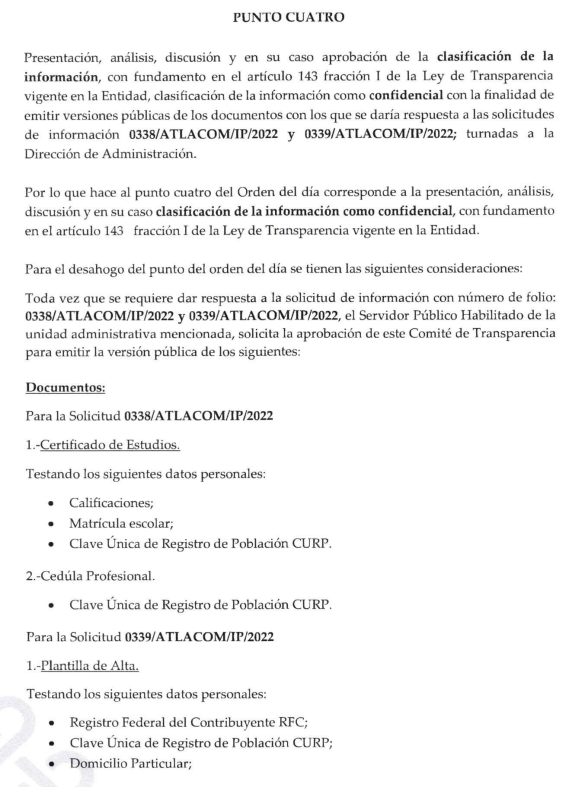 PUNTO CUATRO
Presentación, análisis, discusión y en su caso aprobación de la clasificación de la
información, con fundamento en el artículo 143 fracción I de la Ley de Transparencia
vigente en la Entidad, clasificación de la información como confidencial con la finalidad de
emitir versiones públicas de los documentos con los que se daría respuesta a las solicitudes
de información 0338/ATLACOM/IP/2022 y 0339/ATLACOM/IP/2022; turnadas a la
Dirección de Administración.
Por lo que hace al punto cuatro del Orden del día corresponde a la presentación, análisis,
discusión y en su caso clasificación de la información como confidencial, con fundamento
en el artículo 143 fracción I de la Ley de Transparencia vigente en la Entidad.
Para el desahogo del punto del orden del día se tienen las siguientes consideraciones:
Toda vez que se requiere dar respuesta a la solicitud de información con número de folio:
0338/ATLACOM/IP/2022 y 0339/ATLACOM/IP/2022, el Servidor Público Habilitado de la
unidad administrativa mencionada, solicita la aprobación de este Comité de Transparencia
para emitir la versión pública de los siguientes:
Documentos:
Para la Solicitud 0338/ATLACOM/IP/2022
1.-Certificado de Estudios.
Testando los siguientes datos personales:
• Calificaciones;
• Matrícula escolar;
• Clave Única de Registro de Población CURP.
2.-Cedúla Profesional.
• Clave Única de Registro de Población CURP.
Para la Solicitud 0339/ATLACOM/IP/2022
1.-Plantilla de Alta.
Testando los siguientes datos personales:
• Registro Federal del Contribuyente RFC;
• Clave Única de Registro de Población CURP;
• Domicilio Particular;